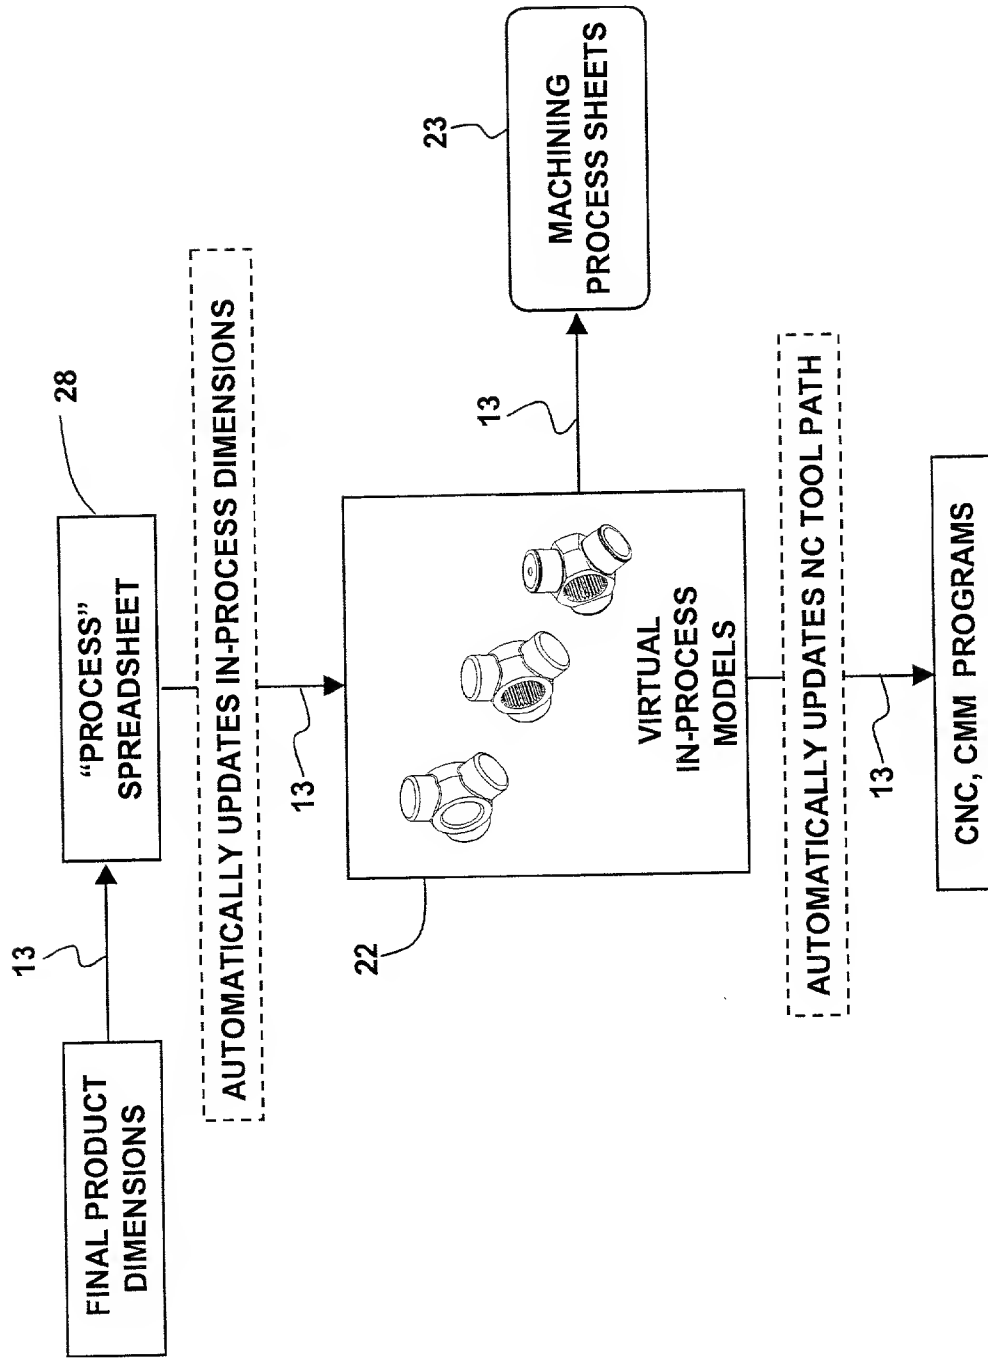 13
FINAL PRODUCT
DIMENSIONS
"PROCESS"
SPREADSHEET
28
AUTOMATICALLY UPDATES IN-PROCESS DIMENSIONS
13
22
VIRTUAL
IN-PROCESS
MODELS
13
23
MACHINING
PROCESS SHEETS
AUTOMATICALLY UPDATES NC TOOL PATH
13
CNC, CMM PROGRAMS